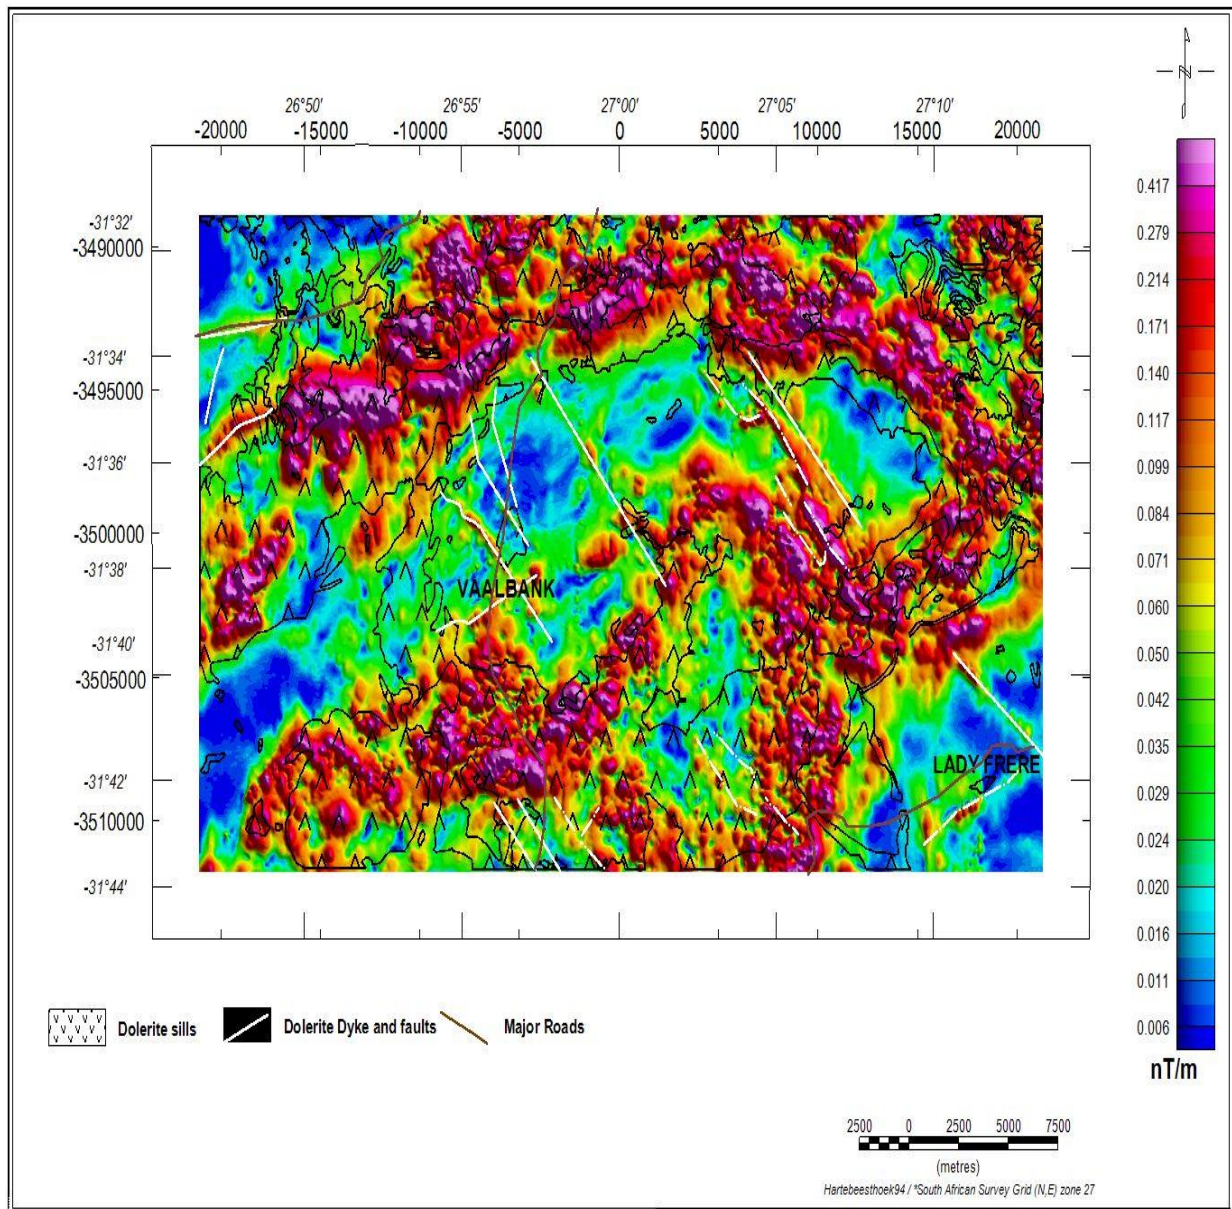 N
26°50' 26°55' 27°00' 27°05' 27°10'
-20000 -15000 -10000 -5000 0 5000 10000 15000 20000
-31°32'
-3490000
-31°34'
-3495000
-31°36'
-3500000
-31°38'
-31°40'
-3505000
-31°42'
-3510000
-31°44'
VAALBANK
LADY FRERE
0.417
0.279
0.214
0.171
0.140
0.117
0.099
0.084
0.071
0.060
0.050
0.042
0.035
0.029
0.024
0.020
0.016
0.011
0.006
nT/m
Dolerite sills
Dolerite Dyke and faults
Major Roads
2500 0 2500 5000 7500
(metres)
Hartebeesthoek94 / *South African Survey Grid (N,E) zone 27